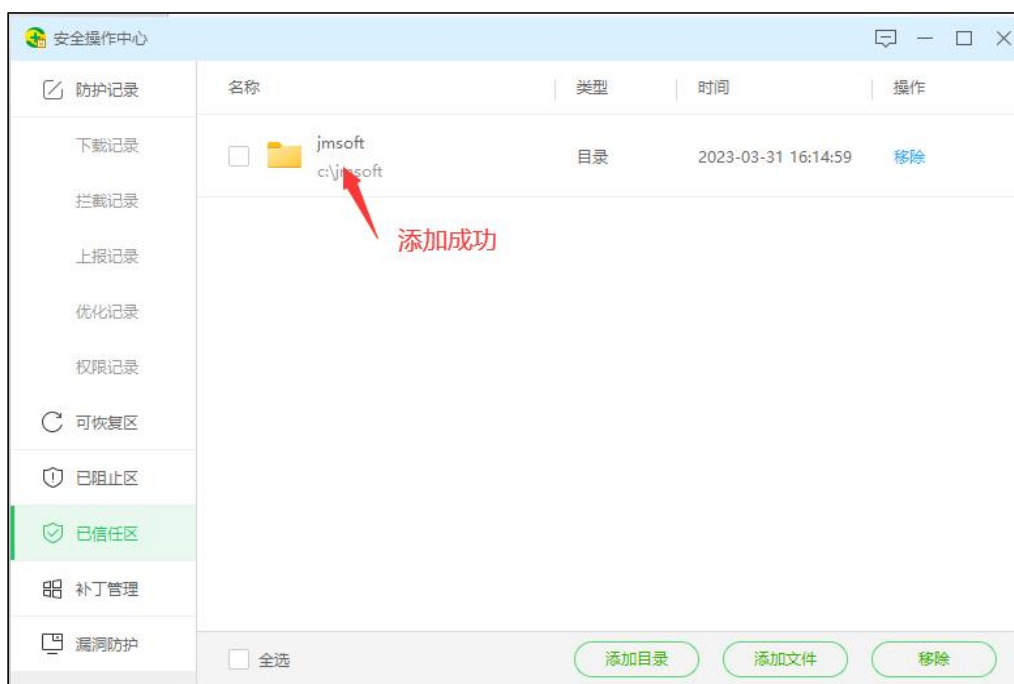 安全操作中心
防护记录
下载记录
拦截记录
上报记录
优化记录
权限记录
可恢复区
已阻止区
已信任区
补丁管理
漏洞防护
名称 类型 时间 操作
jmsoft
c:\jmsoft
目录 2023-03-31 16:14:59 移除
添加成功
全选 添加目录 添加文件 移除